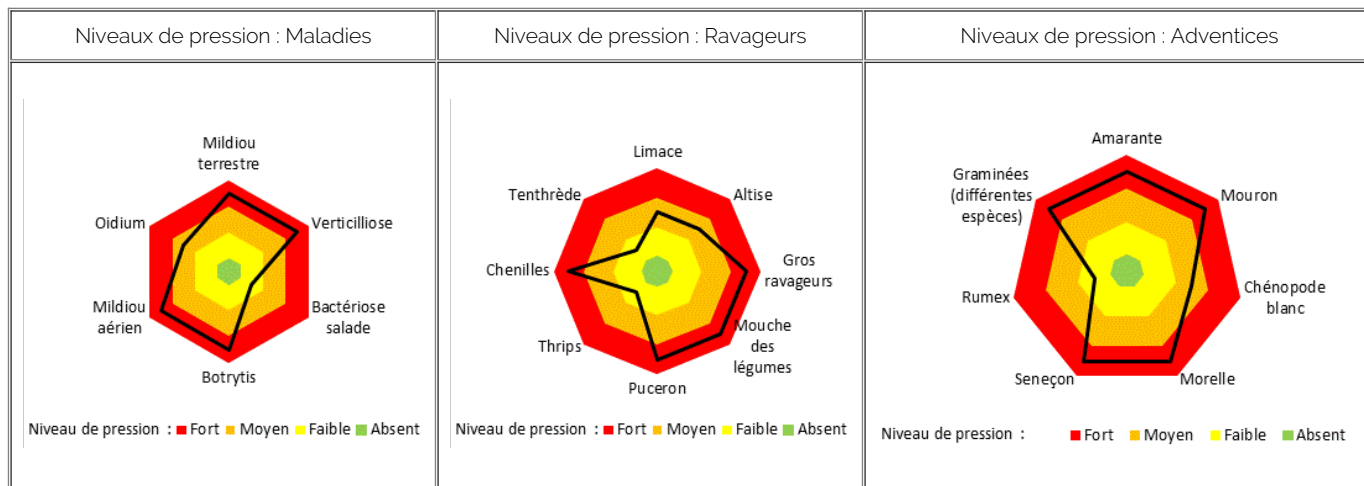 Niveaux de pression : Maladies
Niveaux de pression : Ravageurs
Niveaux de pression : Adventices
Mildiou
terrestre
Oidium
Verticilliose
Mildiou
aérien
Bactériose
salade
Botrytis
Niveau de pression : Fort Moyen Faible Absent
Limace
Tenthrède
Altise
Chenilles
Gros
ravageurs
Thrips
Mouche
des
légumes
Puceron
Niveau de pression : Fort Moyen Faible Absent
Amarante
Graminées
(différentes
espèces)
Mouron
Rumex
Chénopode
blanc
Seneçon
Morelle
Niveau de pression : Fort Moyen Faible Absent